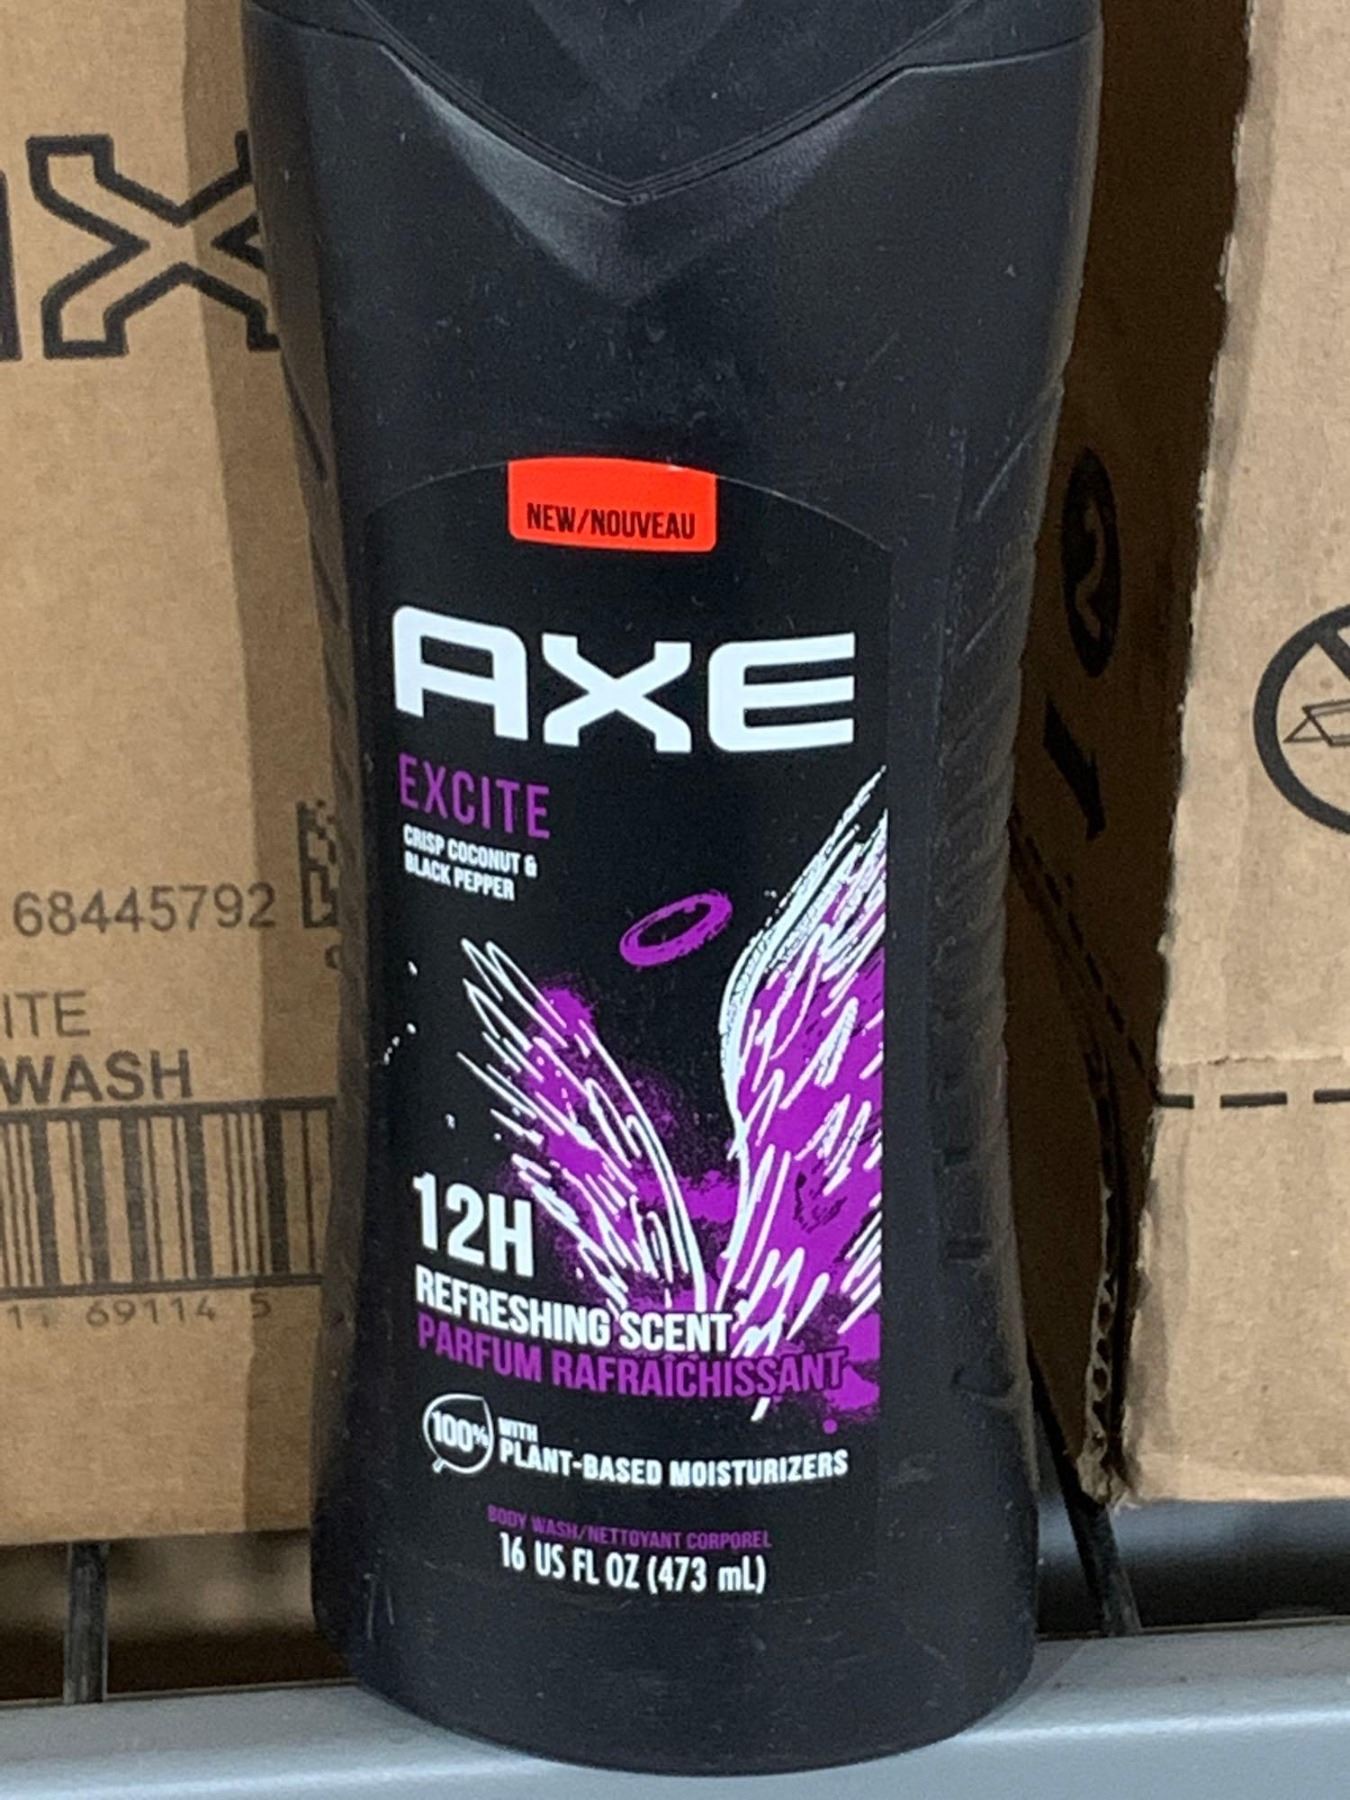 NEW/NOUVEAU
AXE
EXCITE
CRISP COCONUT &
BLACK PEPPER
12H
REFRESHING SCENT
PARFUM RAFRAÎCHISSANT
100% WITH
PLANT-BASED MOISTURIZERS
BODY WASH/NETTOYANT CORPOREL
16 US FL OZ (473 mL)
X
68445792
ITE
WASH
69114 5